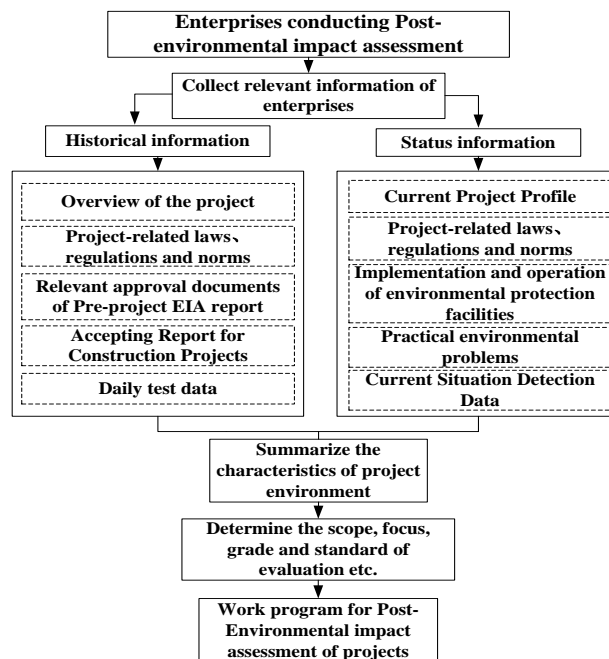 Enterprises conducting Post-
environmental impact assessment
Collect relevant information of
enterprises
Historical information
Status information
Overview of the project
Project-related laws、
regulations and norms
Relevant approval documents
of Pre-project EIA report
Accepting Report for
Construction Projects
Daily test data
Current Project Profile
Project-related laws、
regulations and norms
Implementation and operation
of environmental protection
facilities
Practical environmental
problems
Current Situation Detection
Data
Summarize the
characteristics of project
environment
Determine the scope, focus,
grade and standard of
evaluation etc.
Work program for Post-
Environmental impact
assessment of projects